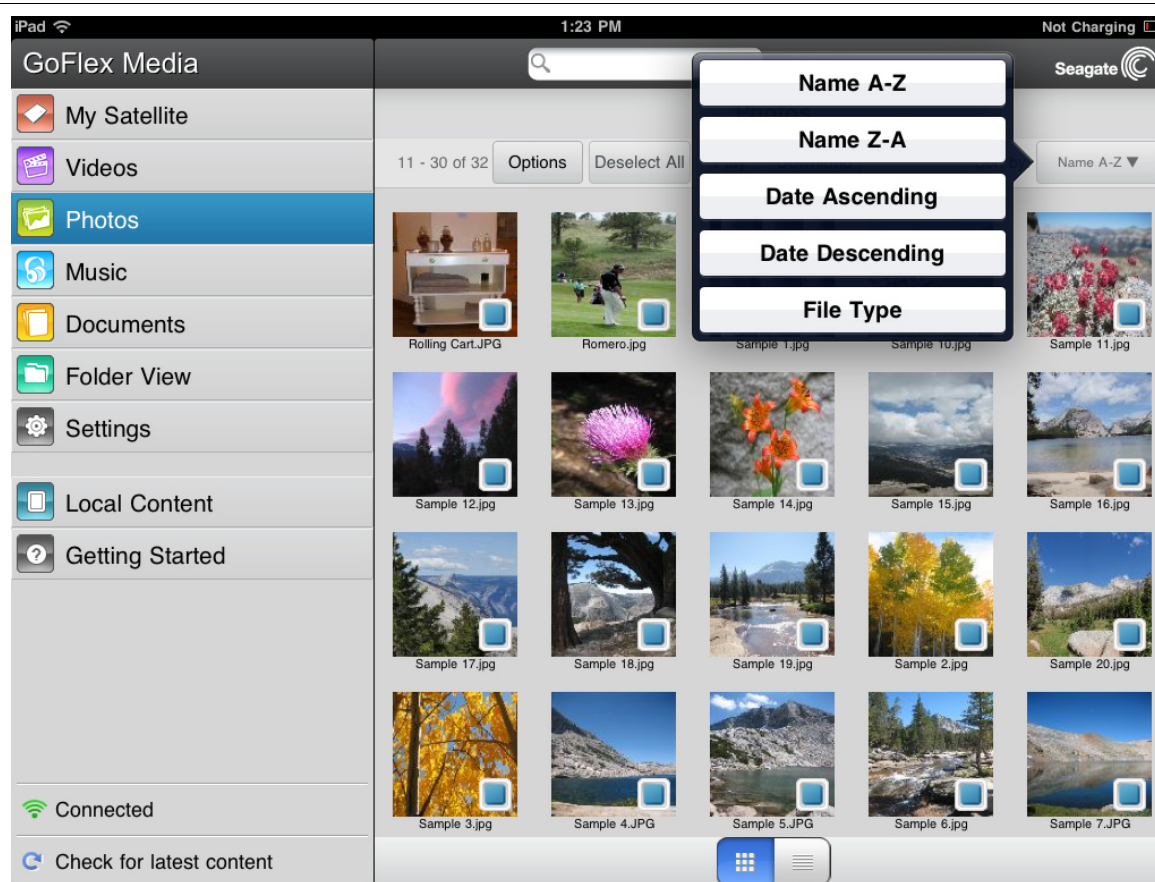 iPad
1:23 PM
Not Charging
GoFlex Media
Seagate
My Satellite
Videos
Photos
Music
Documents
Folder View
Settings
Local Content
Getting Started
Connected
Check for latest content
11 - 30 of 32
Options
Deselect All
Name A-Z ▼
Name A-Z
Name Z-A
Date Ascending
Date Descending
File Type
Rolling Cart.JPG
Romero.jpg
Sample 1.jpg
Sample 10.jpg
Sample 11.jpg
Sample 12.jpg
Sample 13.jpg
Sample 14.jpg
Sample 15.jpg
Sample 16.jpg
Sample 17.jpg
Sample 18.jpg
Sample 19.jpg
Sample 2.jpg
Sample 20.jpg
Sample 3.jpg
Sample 4.JPG
Sample 5.JPG
Sample 6.jpg
Sample 7.JPG